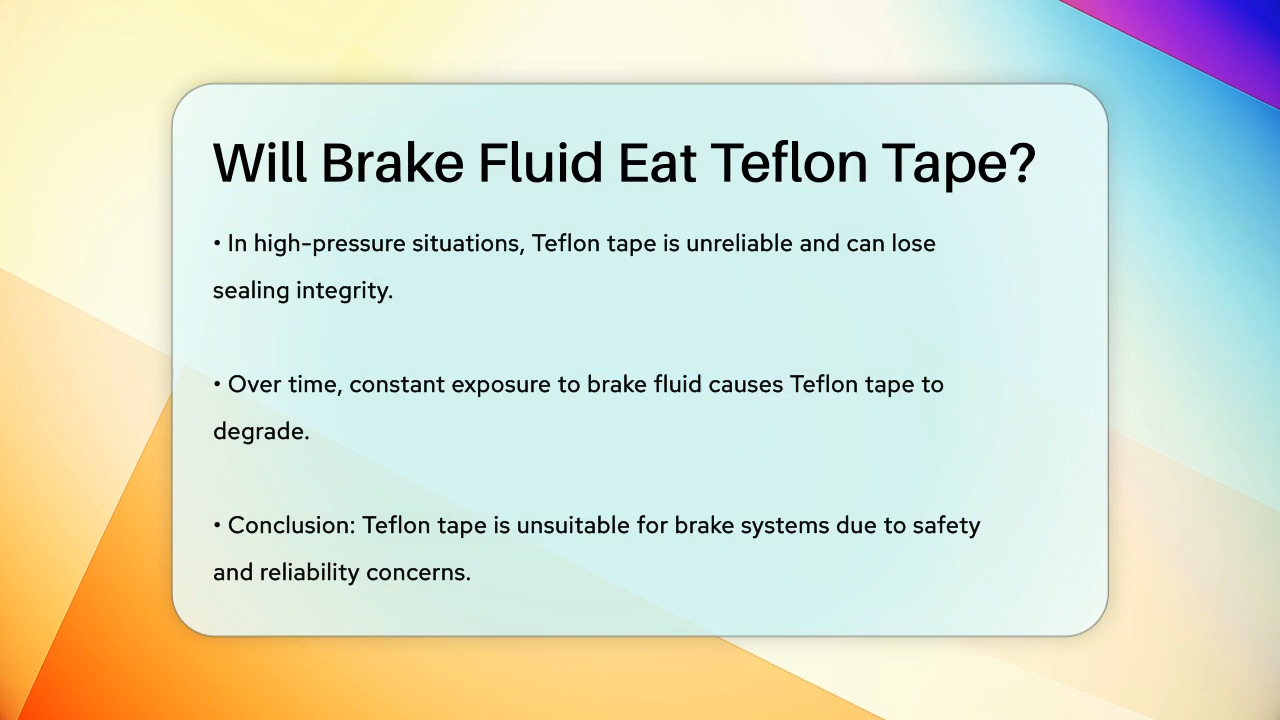 Will Brake Fluid Eat Teflon Tape?
• In high-pressure situations, Teflon tape is unreliable and can lose
sealing integrity.
• Over time, constant exposure to brake fluid causes Teflon tape to
degrade.
• Conclusion: Teflon tape is unsuitable for brake systems due to safety
and reliability concerns.